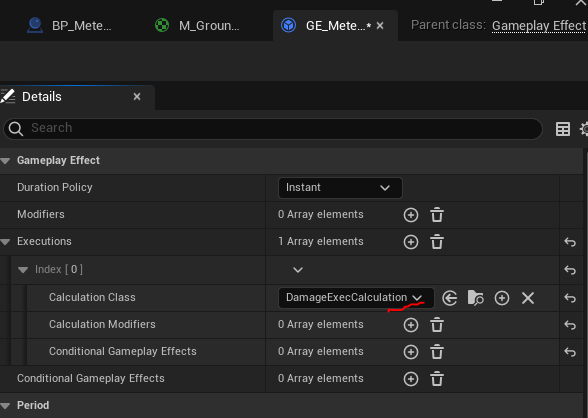 BP_Mete...
M_Groun...
GE_Mete...*
Parent class: Gameplay Effect
Details
Search
Gameplay Effect
Duration Policy Instant
Modifiers 0 Array elements
Executions 1 Array elements
Index [ 0 ]
Calculation Class DamageExecCalculation
Calculation Modifiers 0 Array elements
Conditional Gameplay Effects 0 Array elements
Conditional Gameplay Effects 0 Array elements
Period